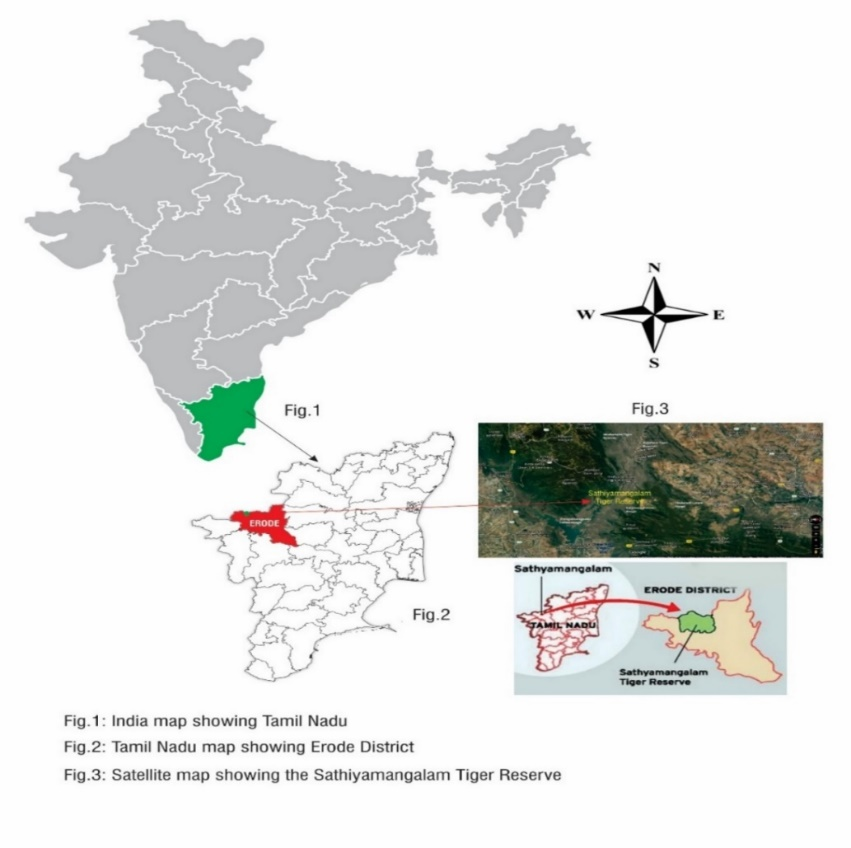 N
W
E
S
Fig.1
Fig.3
Sathiyamangalam
Tiger Reserve
ERODE
Fig.2
Sathyamangalam
ERODE DISTRICT
TAMIL NADU
Sathyamangalam
Tiger Reserve
Fig.1: India map showing Tamil Nadu
Fig.2: Tamil Nadu map showing Erode District
Fig.3: Satellite map showing the Sathiyamangalam Tiger Reserve